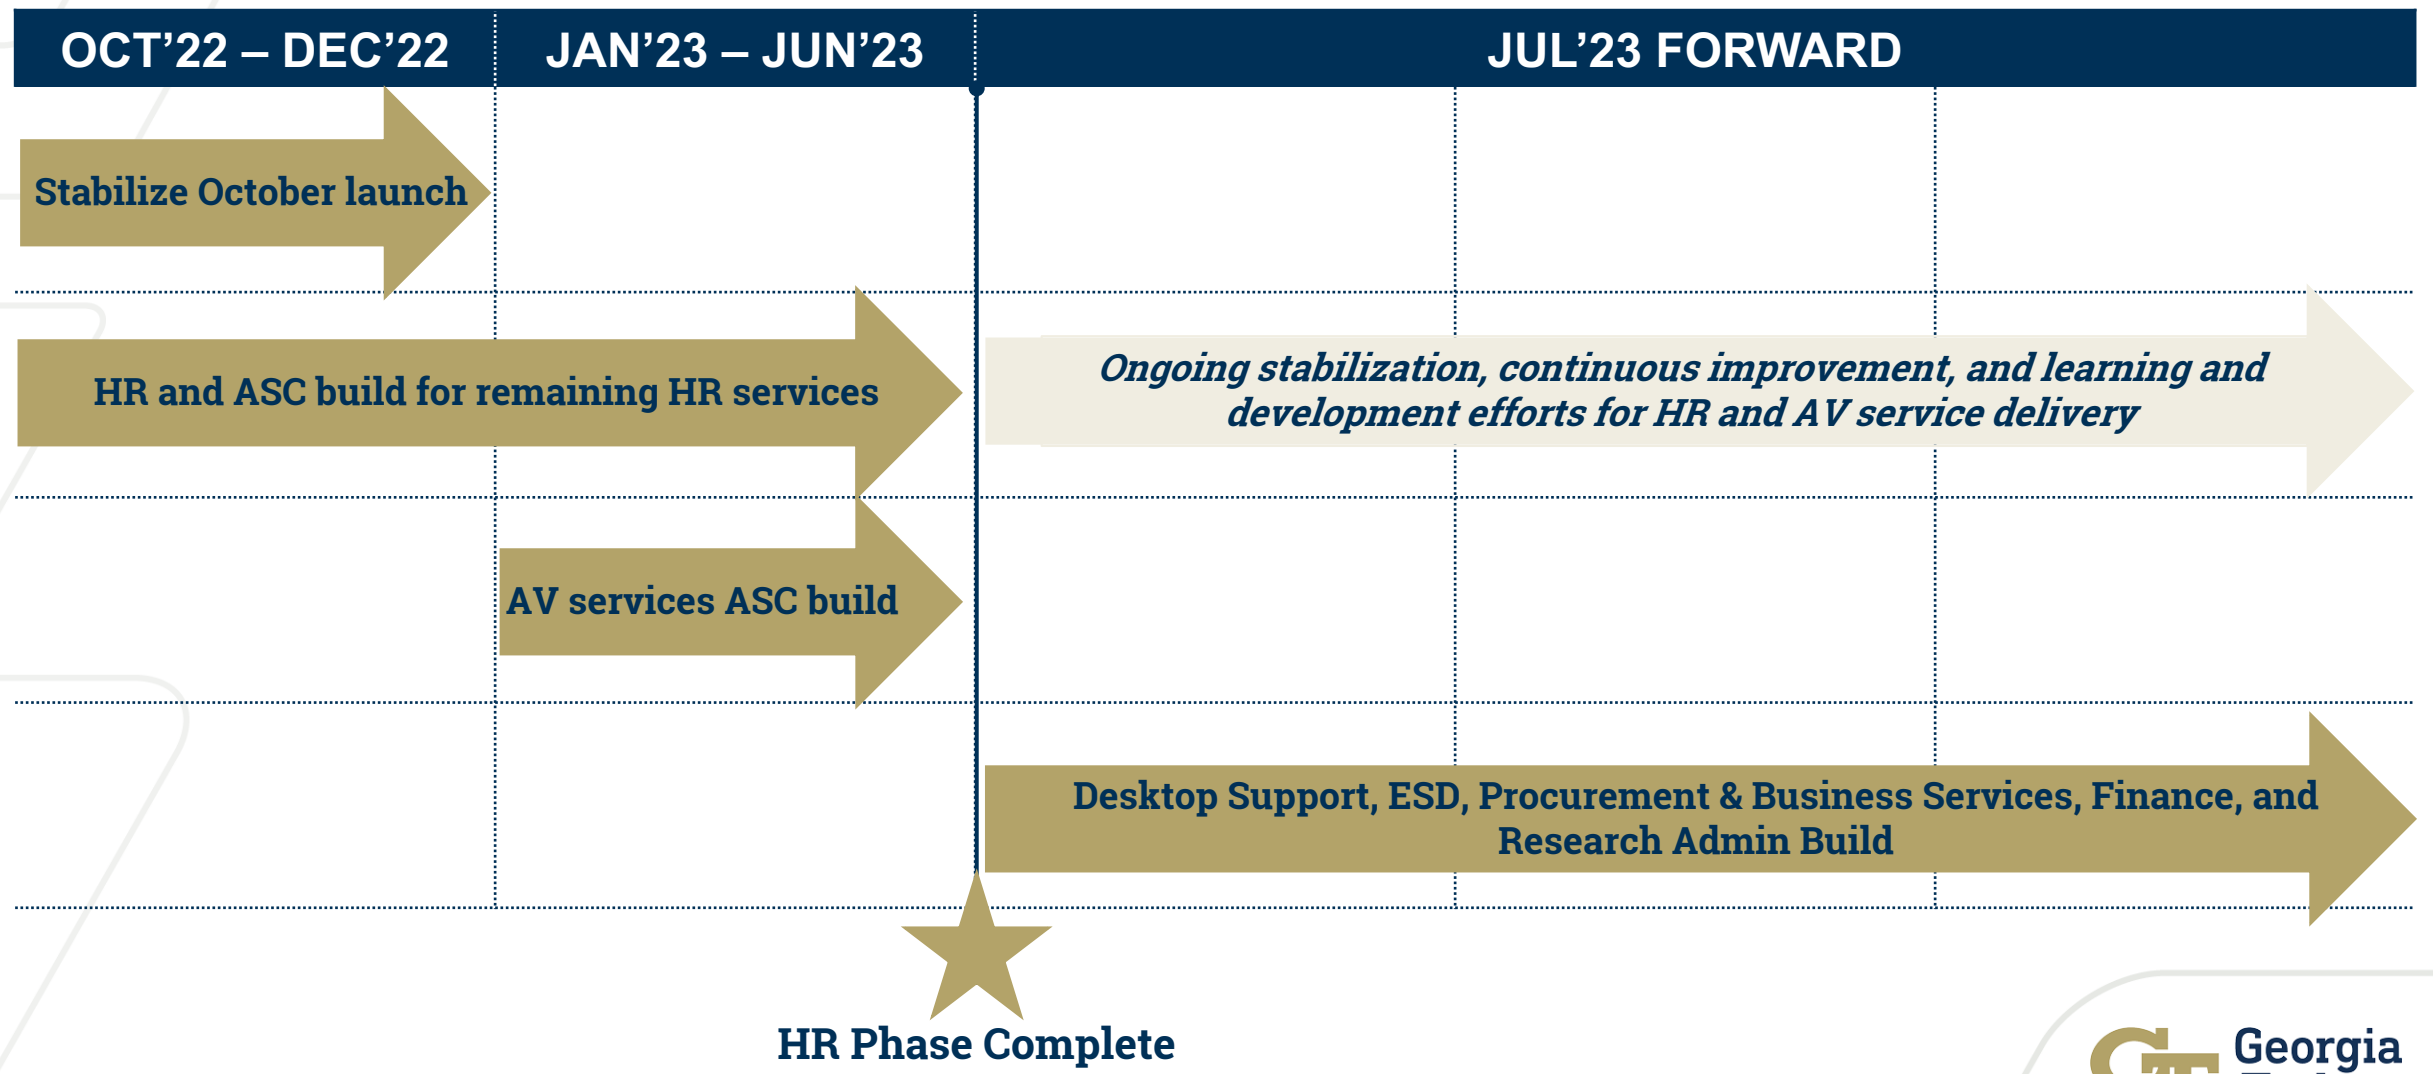 OCT’22 – DEC’22
JAN’23 – JUN’23
JUL’23 FORWARD
Stabilize October launch
HR and ASC build for remaining HR services
Ongoing stabilization, continuous improvement, and learning and
development efforts for HR and AV service delivery
AV services ASC build
Desktop Support, ESD, Procurement & Business Services, Finance, and
Research Admin Build
HR Phase Complete
Georgia